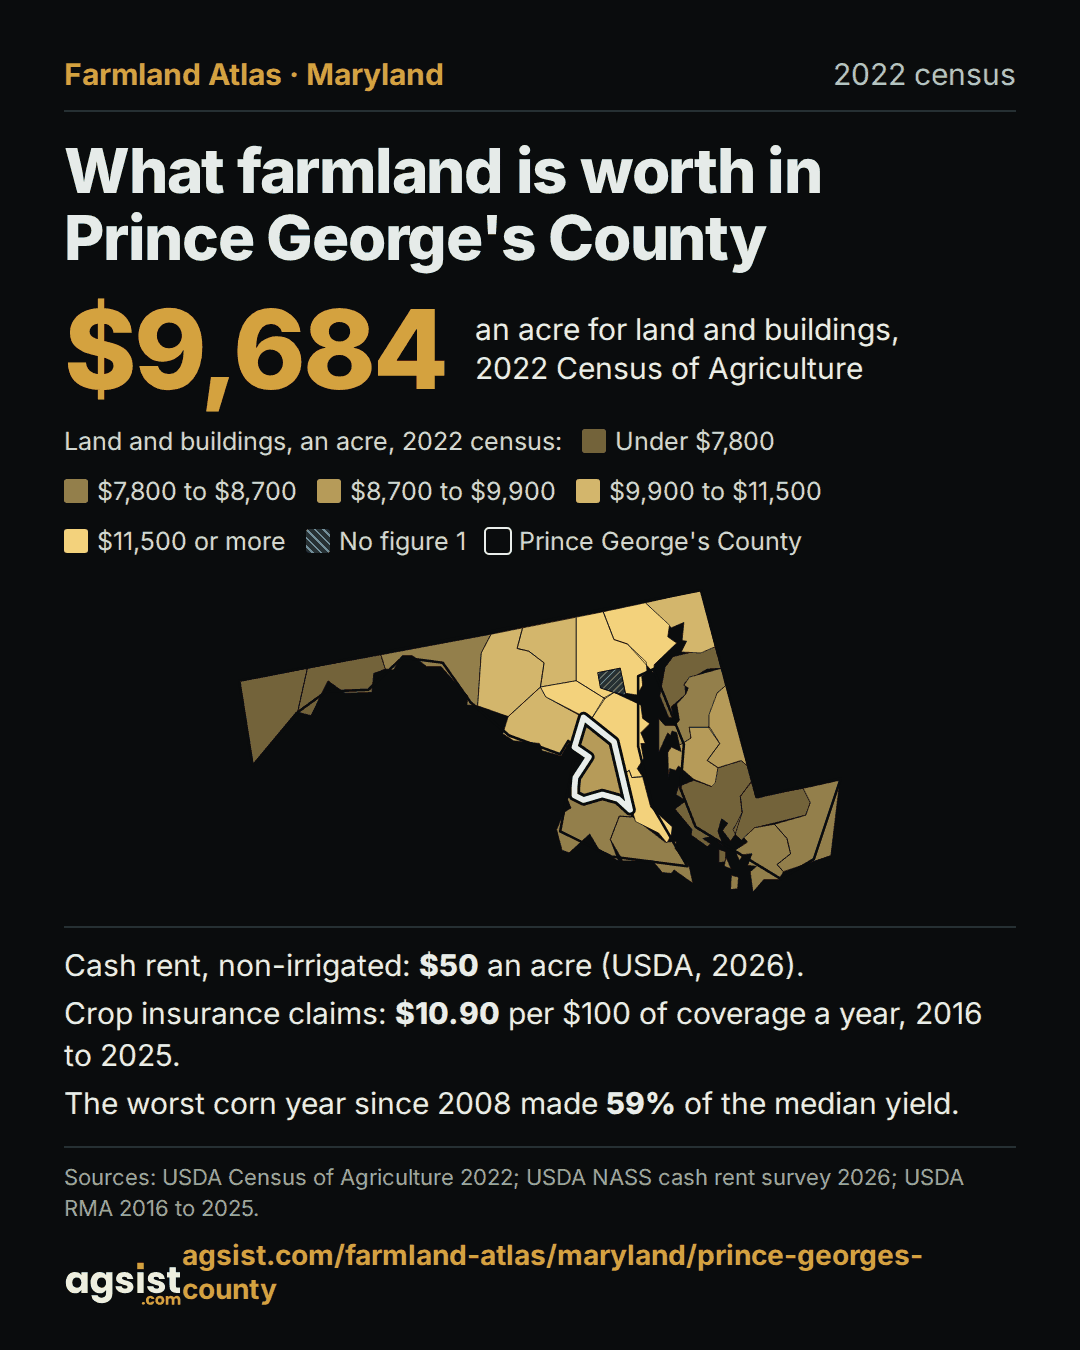 Farmland Atlas · Maryland
2022 census
What farmland is worth in
Prince George's County
$9,684
an acre for land and buildings,
2022 Census of Agriculture
Land and buildings, an acre, 2022 census: Under $7,800
$7,800 to $8,700 $8,700 to $9,900 $9,900 to $11,500
$11,500 or more No figure 1 Prince George's County
Cash rent, non-irrigated: $50 an acre (USDA, 2026).
Crop insurance claims: $10.90 per $100 of coverage a year, 2016
to 2025.
The worst corn year since 2008 made 59% of the median yield.
Sources: USDA Census of Agriculture 2022; USDA NASS cash rent survey 2026; USDA
RMA 2016 to 2025.
agsist.com
agsist.com/farmland-atlas/maryland/prince-georges-
county